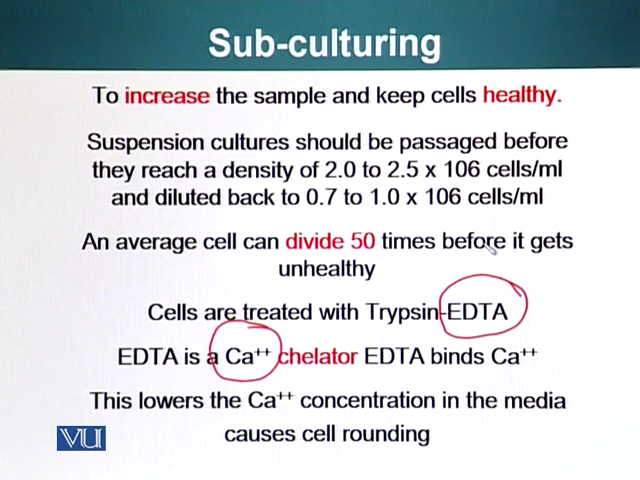 Sub-culturing
To increase the sample and keep cells healthy.
Suspension cultures should be passaged before
they reach a density of 2.0 to 2.5 x 106 cells/ml
and diluted back to 0.7 to 1.0 x 106 cells/ml
An average cell can divide 50 times before it gets
unhealthy
Cells are treated with Trypsin-EDTA
EDTA is a Ca⁺⁺ chelator EDTA binds Ca⁺⁺
This lowers the Ca⁺⁺ concentration in the media
causes cell rounding
VU